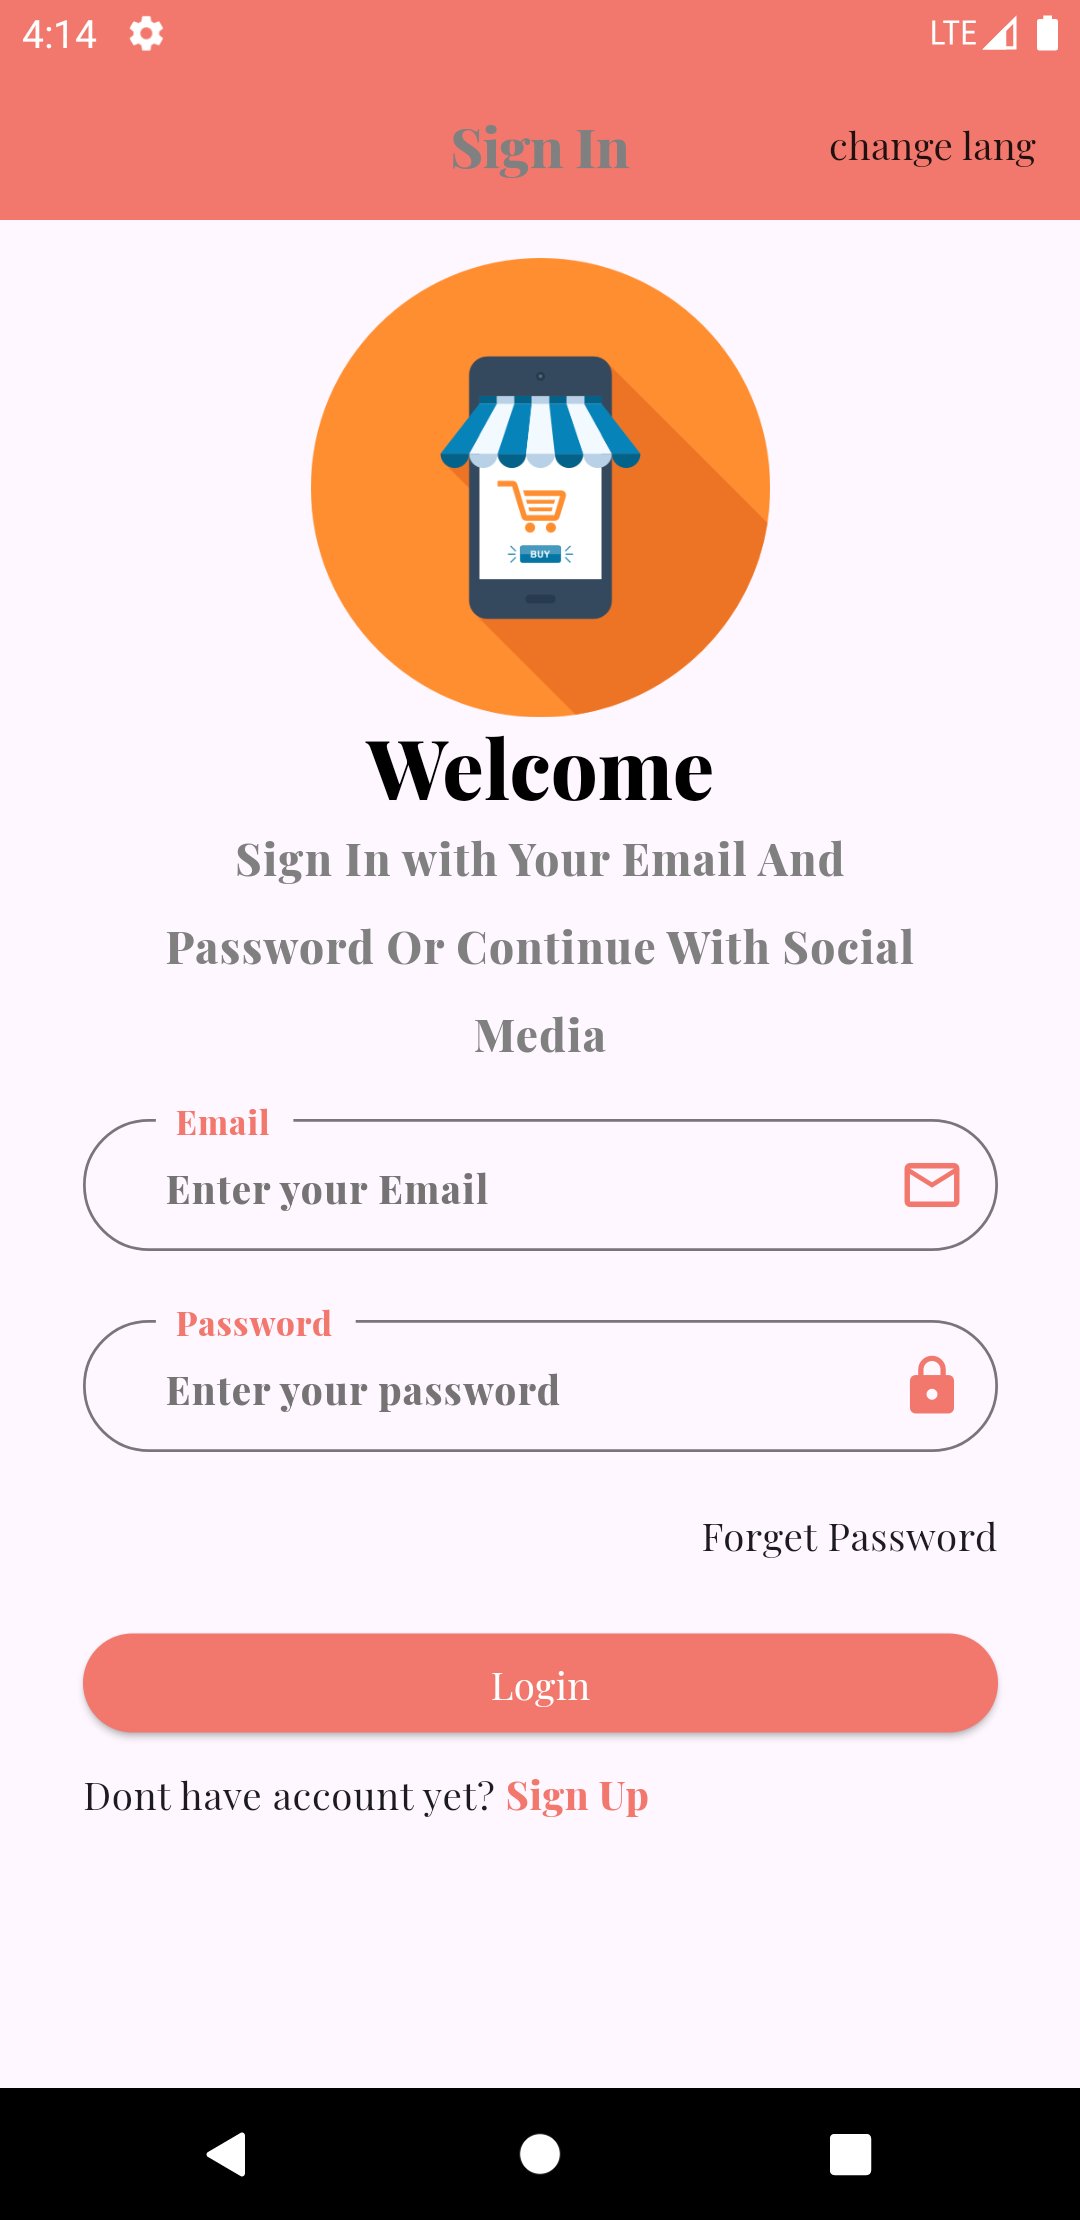 4:14 LTE
Sign In change lang
BUY
Welcome
Sign In with Your Email And
Password Or Continue With Social
Media
Email
Enter your Email
Password
Enter your password
Forget Password
Login
Dont have account yet? Sign Up